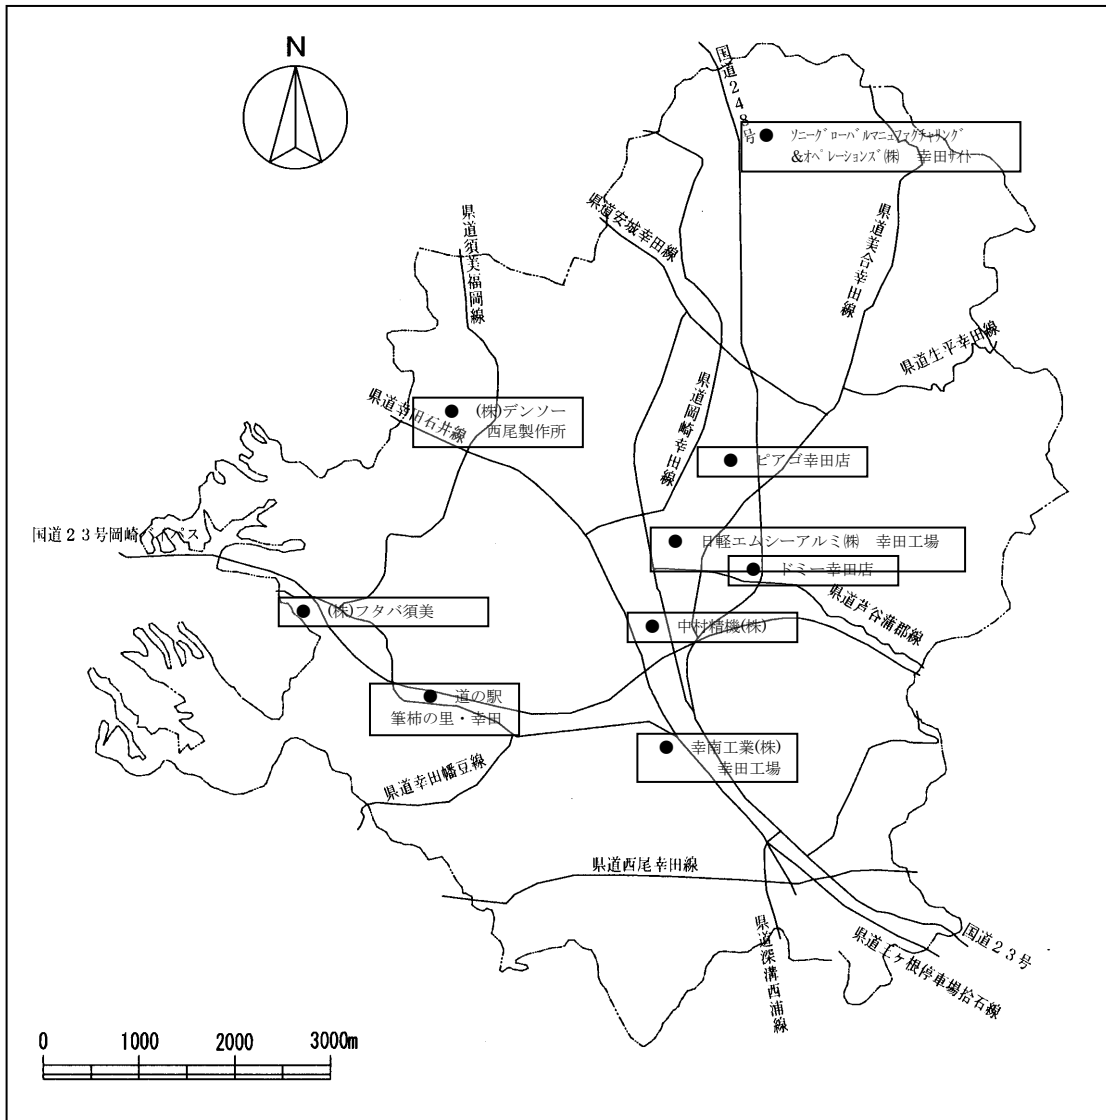 N
国道248号
ｿﾆｰｸﾞﾛｰﾊﾞﾙﾏﾆｭﾌｧｸﾁｬﾘﾝｸﾞ
&ｵﾍﾟﾚｰｼｮﾝｽﾞ㈱ 幸田ｻｲﾄ
県道安城幸田線
県道須美福岡線
県道美合幸田線
県道生平幸田線
県道岡崎幸田線
県道幸田石井線
(株)デンソー
西尾製作所
ピアゴ幸田店
国道２３号岡崎バイパス
日軽エムシーアルミ㈱ 幸田工場
ドミー幸田店
県道芦谷蒲郡線
(株)フタバ須美
中村精機(株)
道の駅
筆柿の里・幸田
幸南工業(株)
幸田工場
県道幸田幡豆線
県道西尾幸田線
県道深溝西浦線
国道２３号
県道三ヶ根停車場拾石線
0 1000 2000 3000m